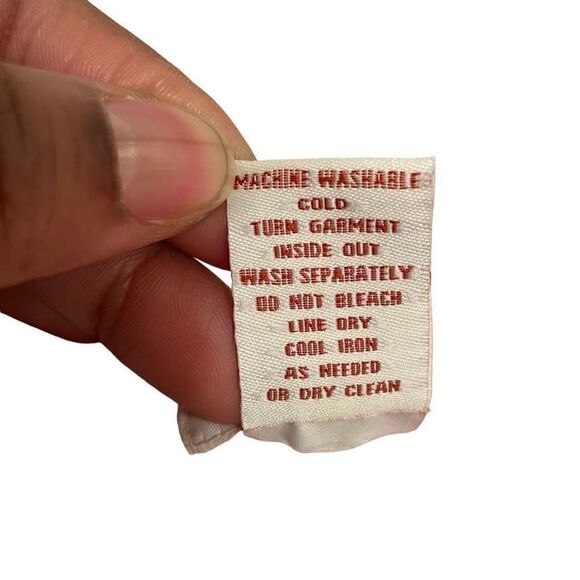 MACHINE WASHABLE
COLD
TURN GARMENT
INSIDE OUT
WASH SEPARATELY
DO NOT BLEACH
LINE DRY
COOL IRON
AS NEEDED
OR DRY CLEAN